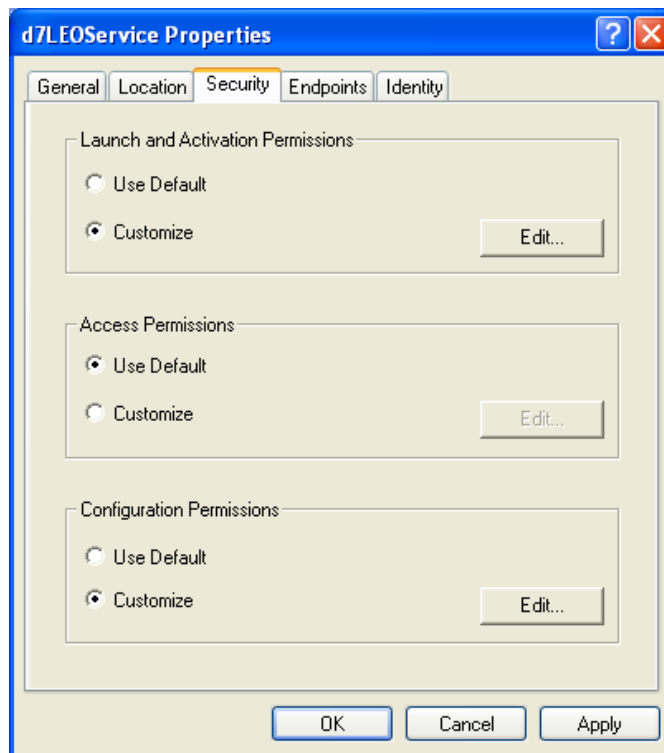 d7LEOService Properties
General Location Security Endpoints Identity
Launch and Activation Permissions
Use Default
Customize
Edit...
Access Permissions
Use Default
Customize
Edit...
Configuration Permissions
Use Default
Customize
Edit...
OK Cancel Apply